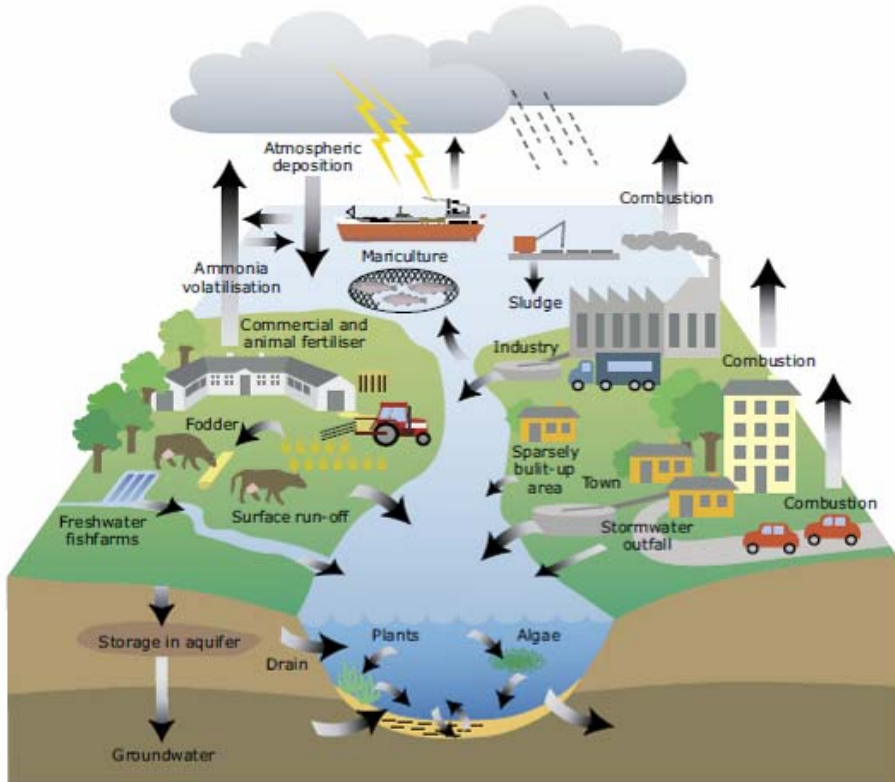 Atmospheric
deposition
Combustion
Mariculture
Ammonia
volatilisation
Sludge
Commercial and
animal fertiliser
Industry
Combustion
Fodder
Sparsely
bulit-up
area
Town
Combustion
Freshwater
fishfarms
Surface run-off
Stormwater
outfall
Storage in aquifer
Plants
Algae
Drain
Groundwater